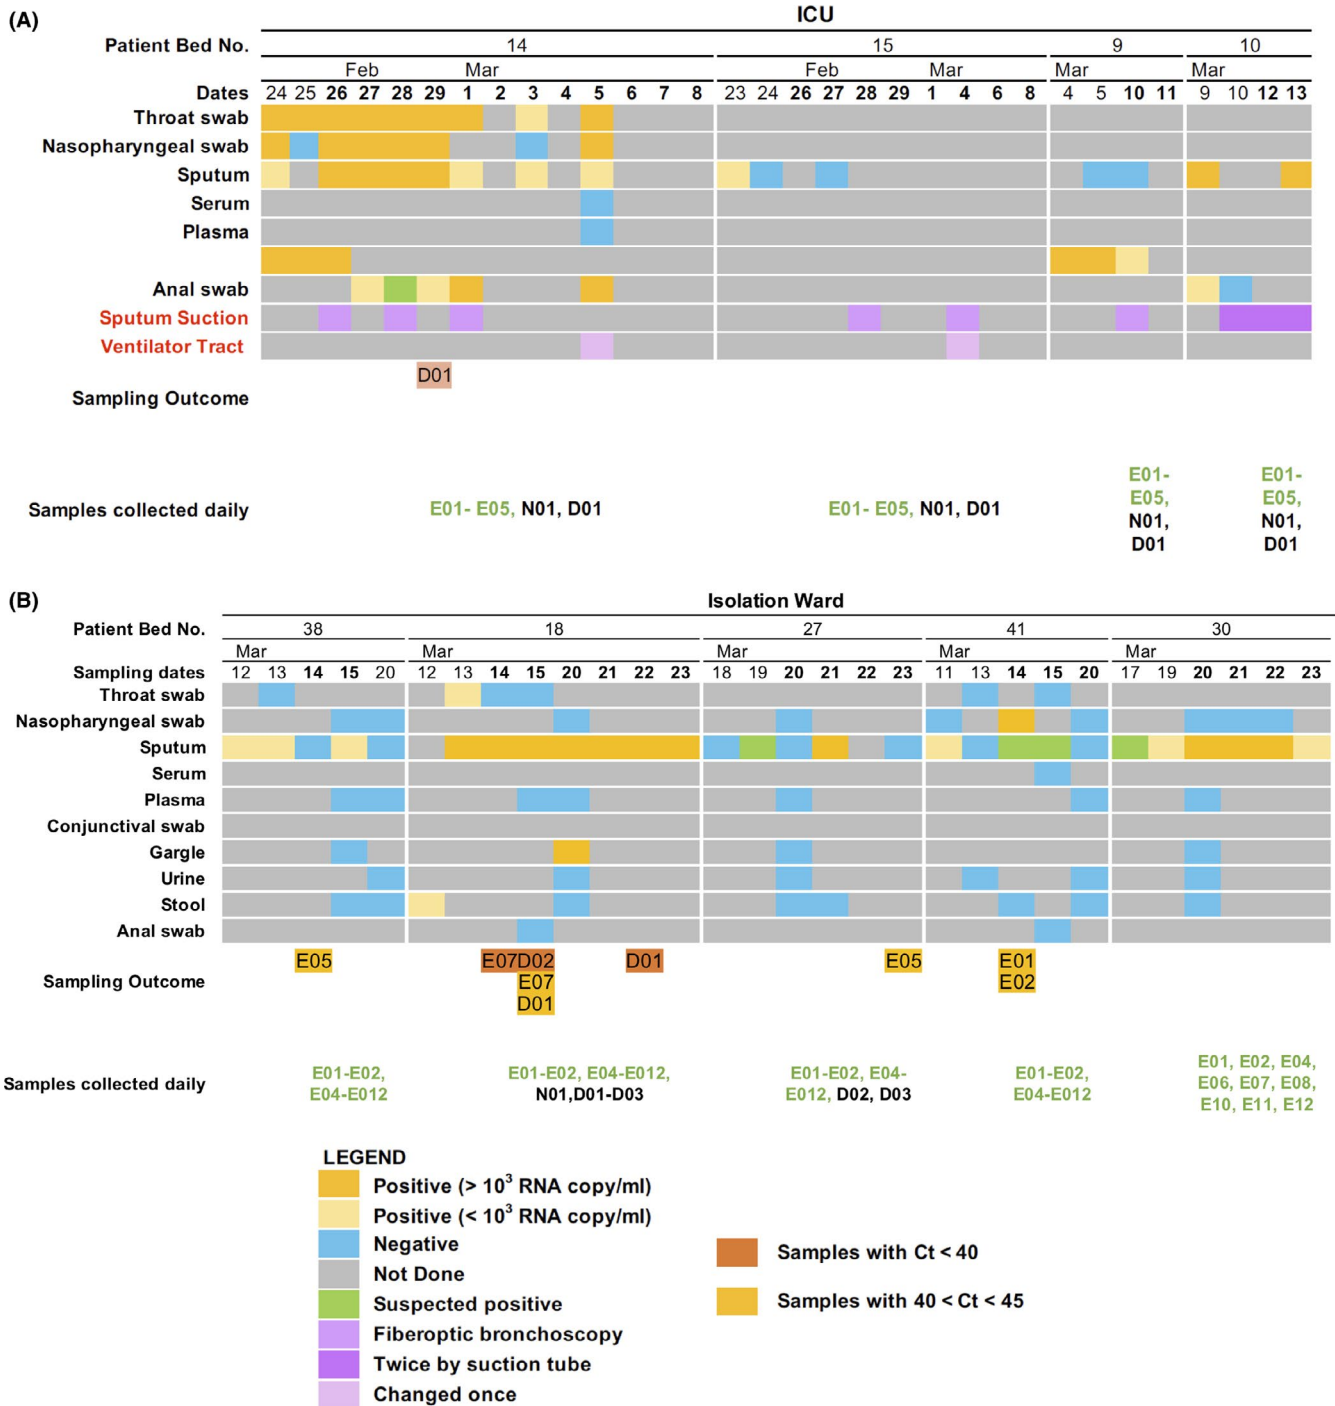 (A)
ICU
Patient Bed No. 14 15 9 10
Feb Mar Feb Mar Mar Mar
Dates 24 25 26 27 28 29 1 2 3 4 5 6 7 8 23 24 26 27 28 29 1 4 6 8 4 5 10 11 9 10 12 13
Throat swab
Nasopharyngeal swab
Sputum
Serum
Plasma
Anal swab
Sputum Suction
Ventilator Tract
D01
Sampling Outcome
Samples collected daily E01- E05, N01, D01 E01- E05, N01, D01 E01- E05, N01, D01 E01- E05, N01, D01
(B)
Isolation Ward
Patient Bed No. 38 18 27 41 30
Mar Mar Mar Mar Mar
Sampling dates 12 13 14 15 20 12 13 14 15 20 21 22 23 18 19 20 21 22 23 11 13 14 15 20 17 19 20 21 22 23
Throat swab
Nasopharyngeal swab
Sputum
Serum
Plasma
Conjunctival swab
Gargle
Urine
Stool
Anal swab
E05 E07 D02 D01 E05 E01
Sampling Outcome E07 E02
D01
Samples collected daily
E01-E02,
E04-E012
E01-E02, E04-E012,
N01,D01-D03
E01-E02, E04-
E012, D02, D03
E01-E02,
E04-E012
E01, E02, E04,
E06, E07, E08,
E10, E11, E12
LEGEND
Positive (> 10³ RNA copy/ml)
Positive (< 10³ RNA copy/ml)
Negative
Not Done
Suspected positive
Fiberoptic bronchoscopy
Twice by suction tube
Changed once
Samples with Ct < 40
Samples with 40 < Ct < 45